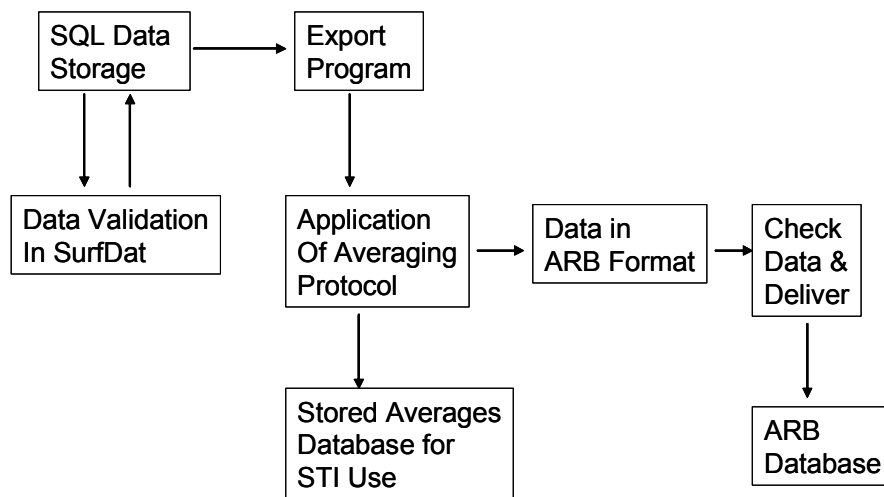 SQL Data
Storage
Export
Program
Data Validation
In SurfDat
Application
Of Averaging
Protocol
Data in
ARB Format
Check
Data &
Deliver
Stored Averages
Database for
STI Use
ARB
Database